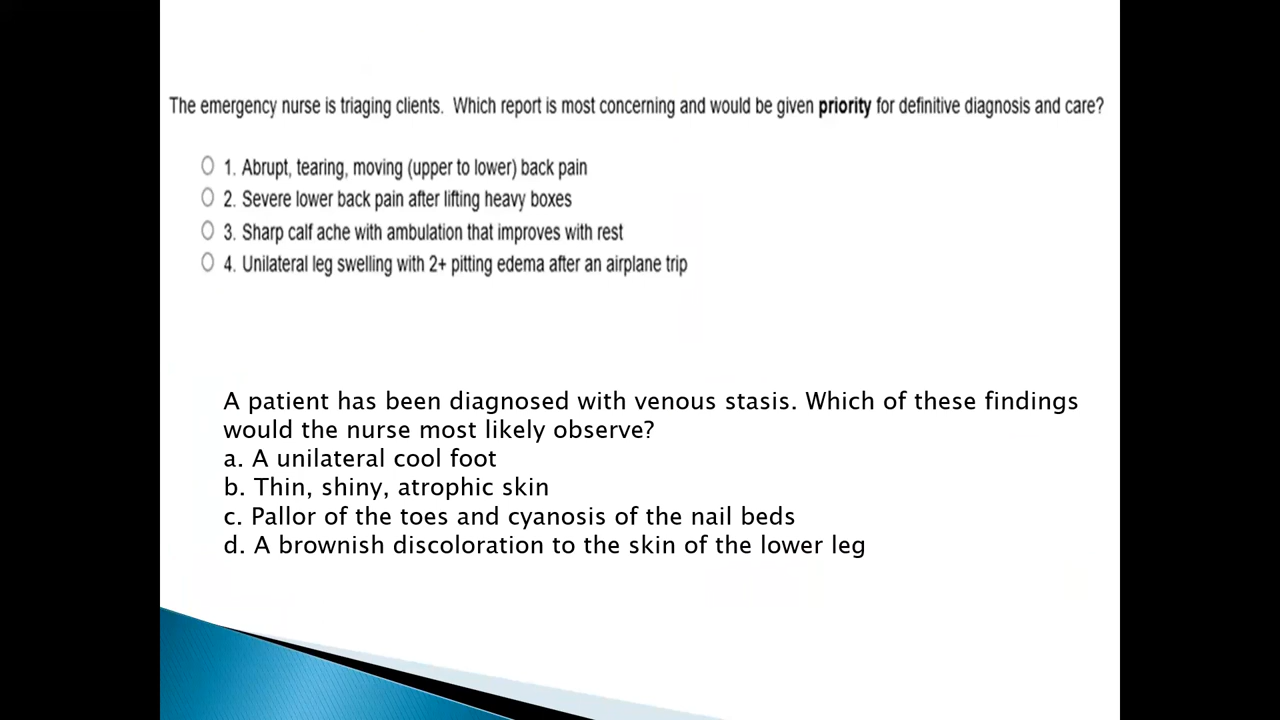 The emergency nurse is triaging clients. Which report is most concerning and would be given priority for definitive diagnosis and care?
1. Abrupt, tearing, moving (upper to lower) back pain
2. Severe lower back pain after lifting heavy boxes
3. Sharp calf ache with ambulation that improves with rest
4. Unilateral leg swelling with 2+ pitting edema after an airplane trip
A patient has been diagnosed with venous stasis. Which of these findings
would the nurse most likely observe?
a. A unilateral cool foot
b. Thin, shiny, atrophic skin
c. Pallor of the toes and cyanosis of the nail beds
d. A brownish discoloration to the skin of the lower leg